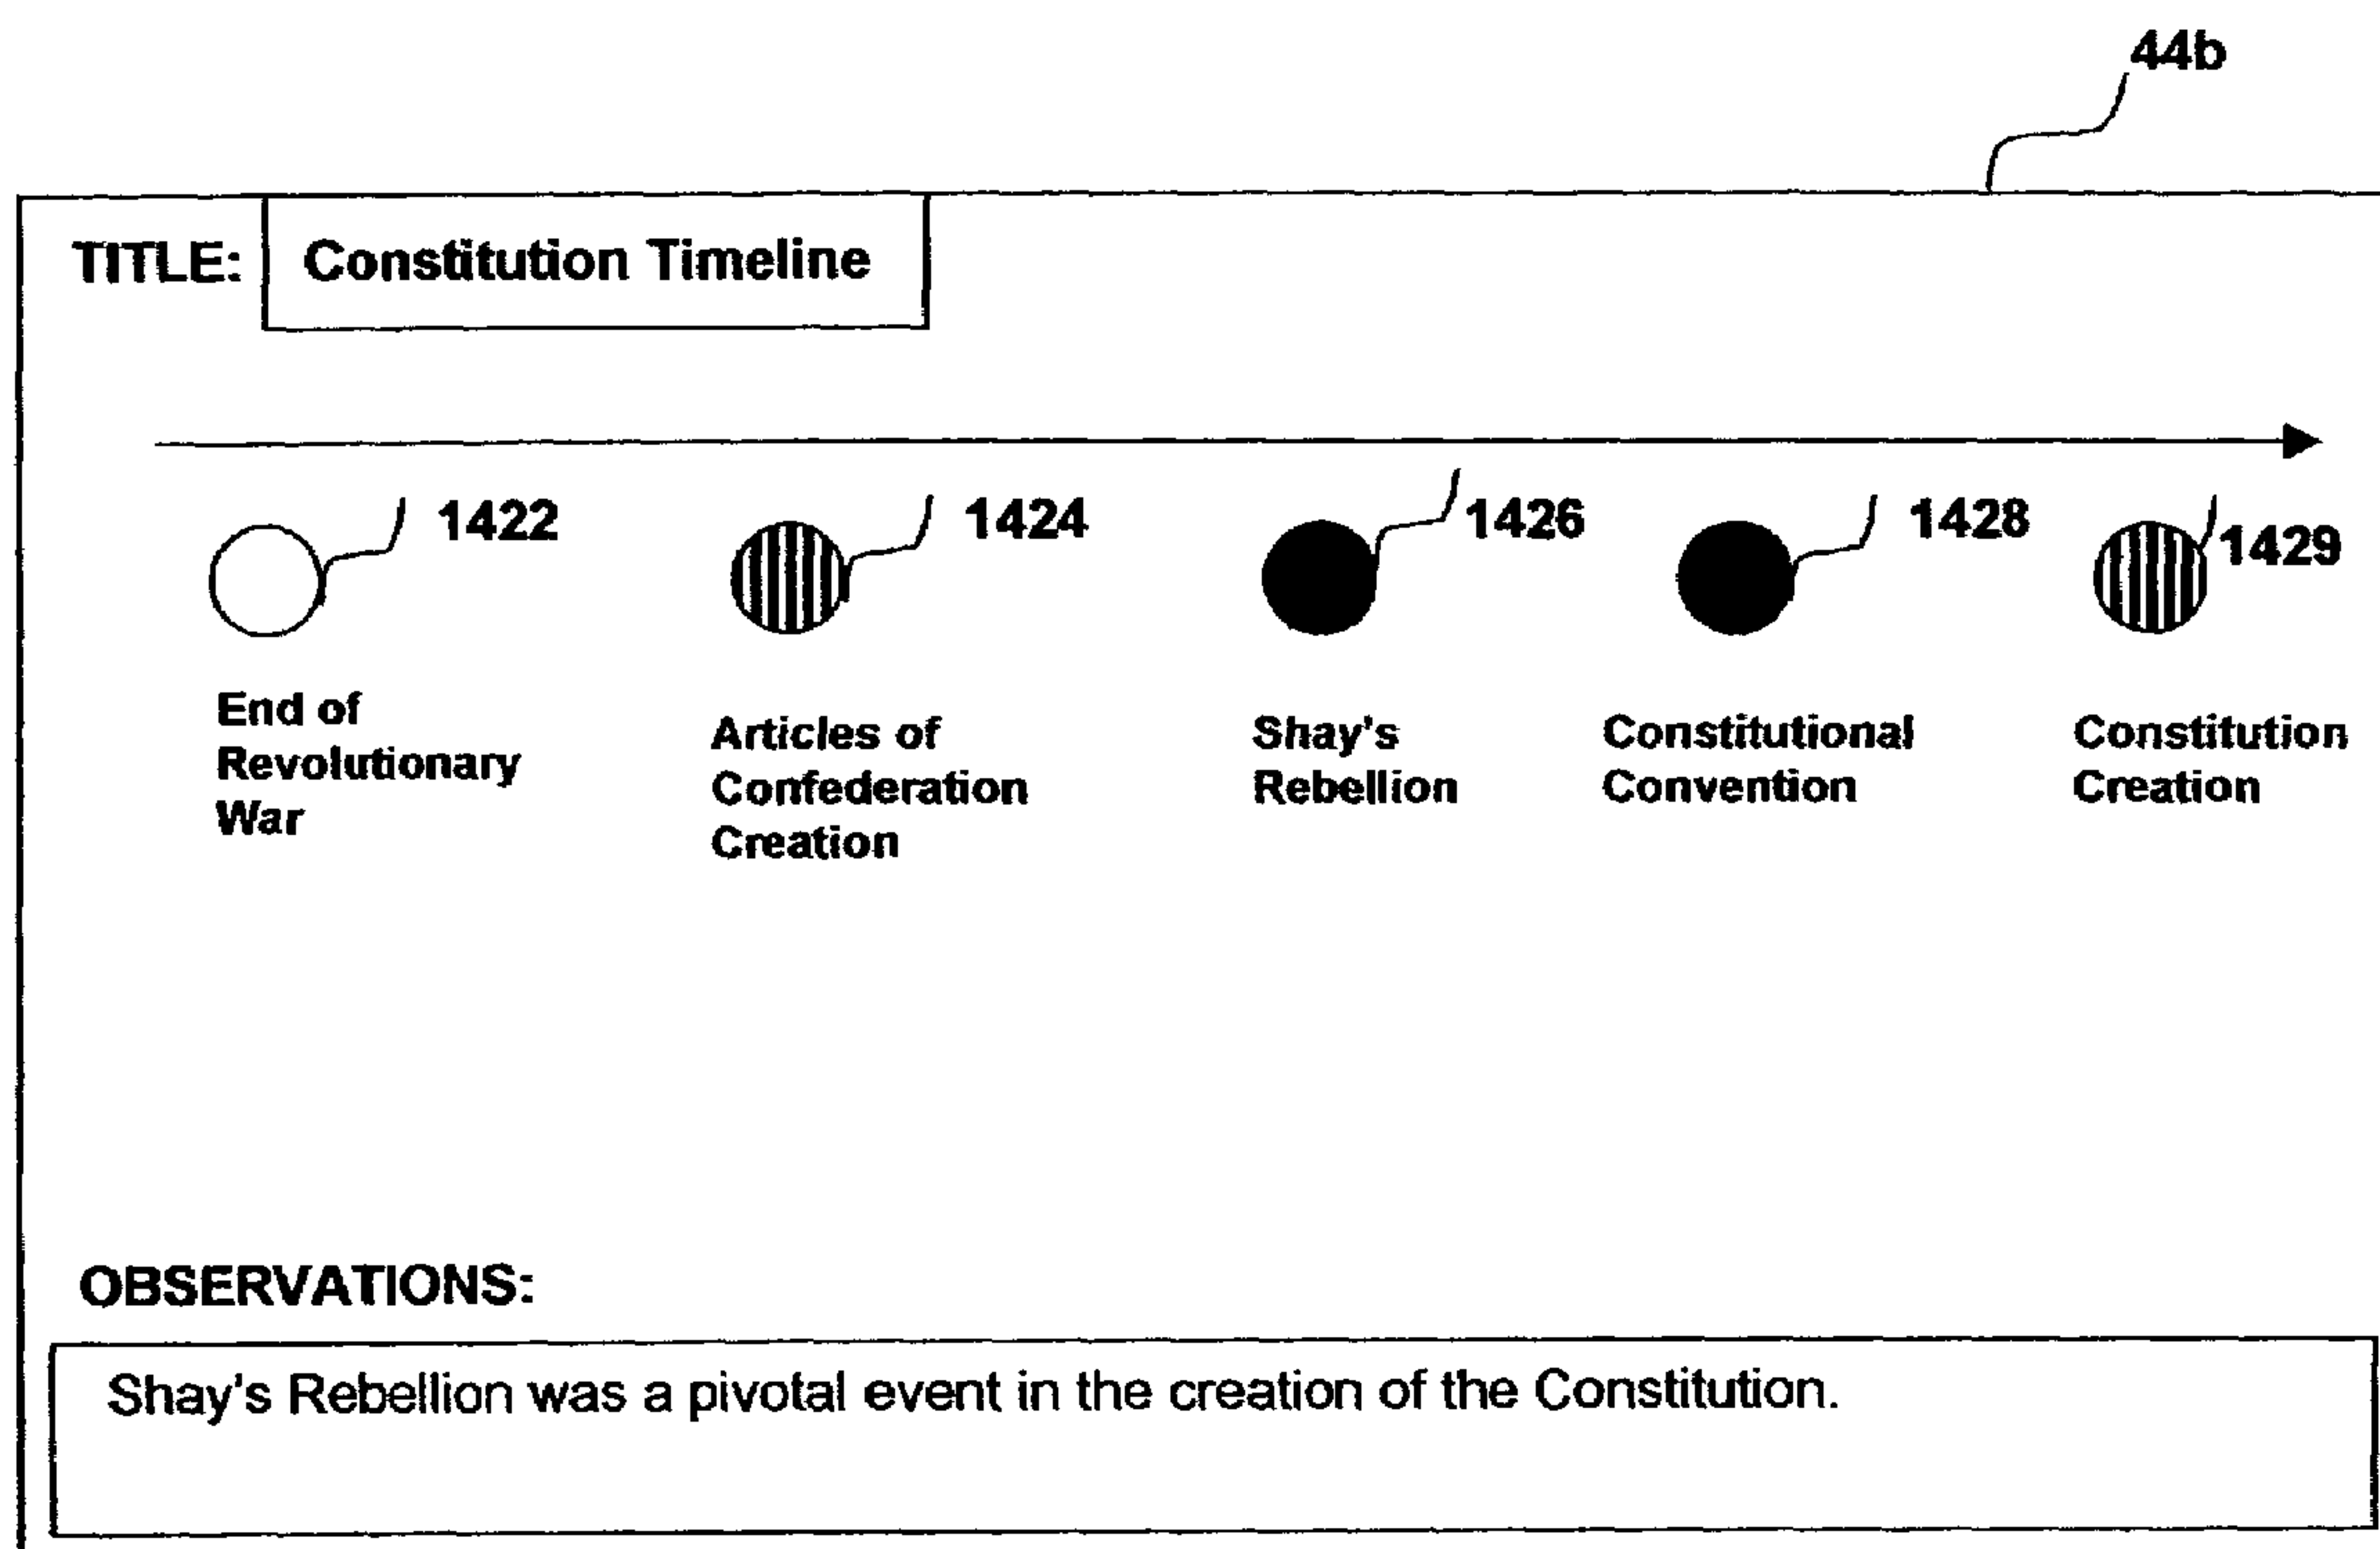 44b
TITLE: Constitution Timeline
1422 1424 1426 1428 1429
End of
Revolutionary
War
Articles of
Confederation
Creation
Shay's
Rebellion
Constitutional
Convention
Constitution
Creation
OBSERVATIONS:
Shay's Rebellion was a pivotal event in the creation of the Constitution.